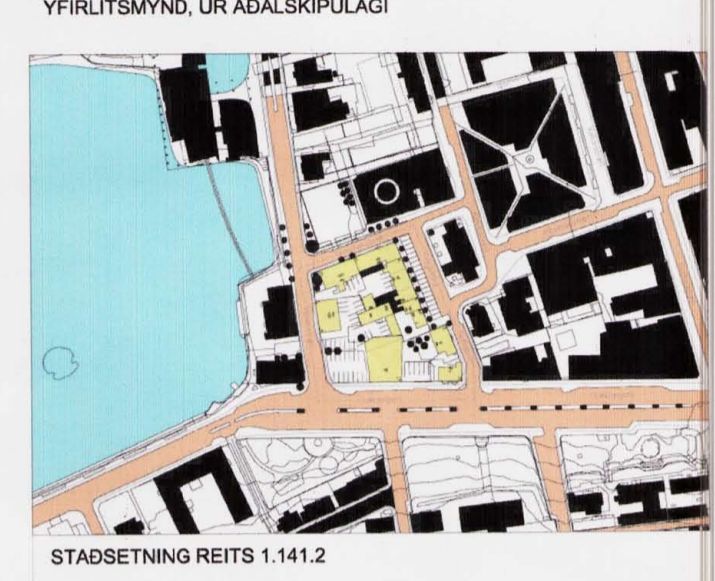 YFIRLITSMYND, ÚR AÐALSKIPULAGI
STAÐSETNING REITS 1.141.2